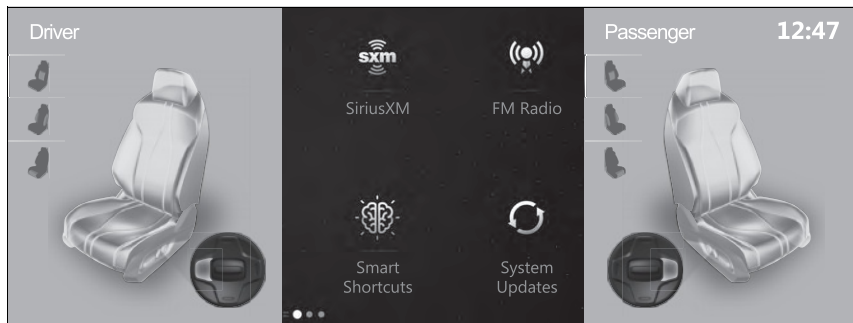 Driver
sxm
SiriusXM
FM Radio
Smart
Shortcuts
System
Updates
Passenger
12:47